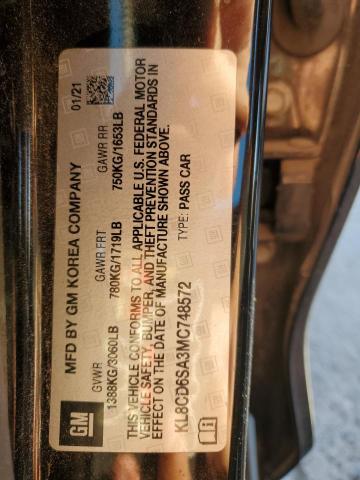 MFD BY GM KOREA COMPANY 01/21
GVWR GAWR FRT GAWR RR
1388KG/3060LB 780KG/1719LB 750KG/1653LB
THIS VEHICLE CONFORMS TO ALL APPLICABLE U.S. FEDERAL MOTOR
VEHICLE SAFETY, BUMPER, AND THEFT PREVENTION STANDARDS IN
EFFECT ON THE DATE OF MANUFACTURE SHOWN ABOVE.
KL8CD6SA3MC748572 TYPE: PASS CAR
GM